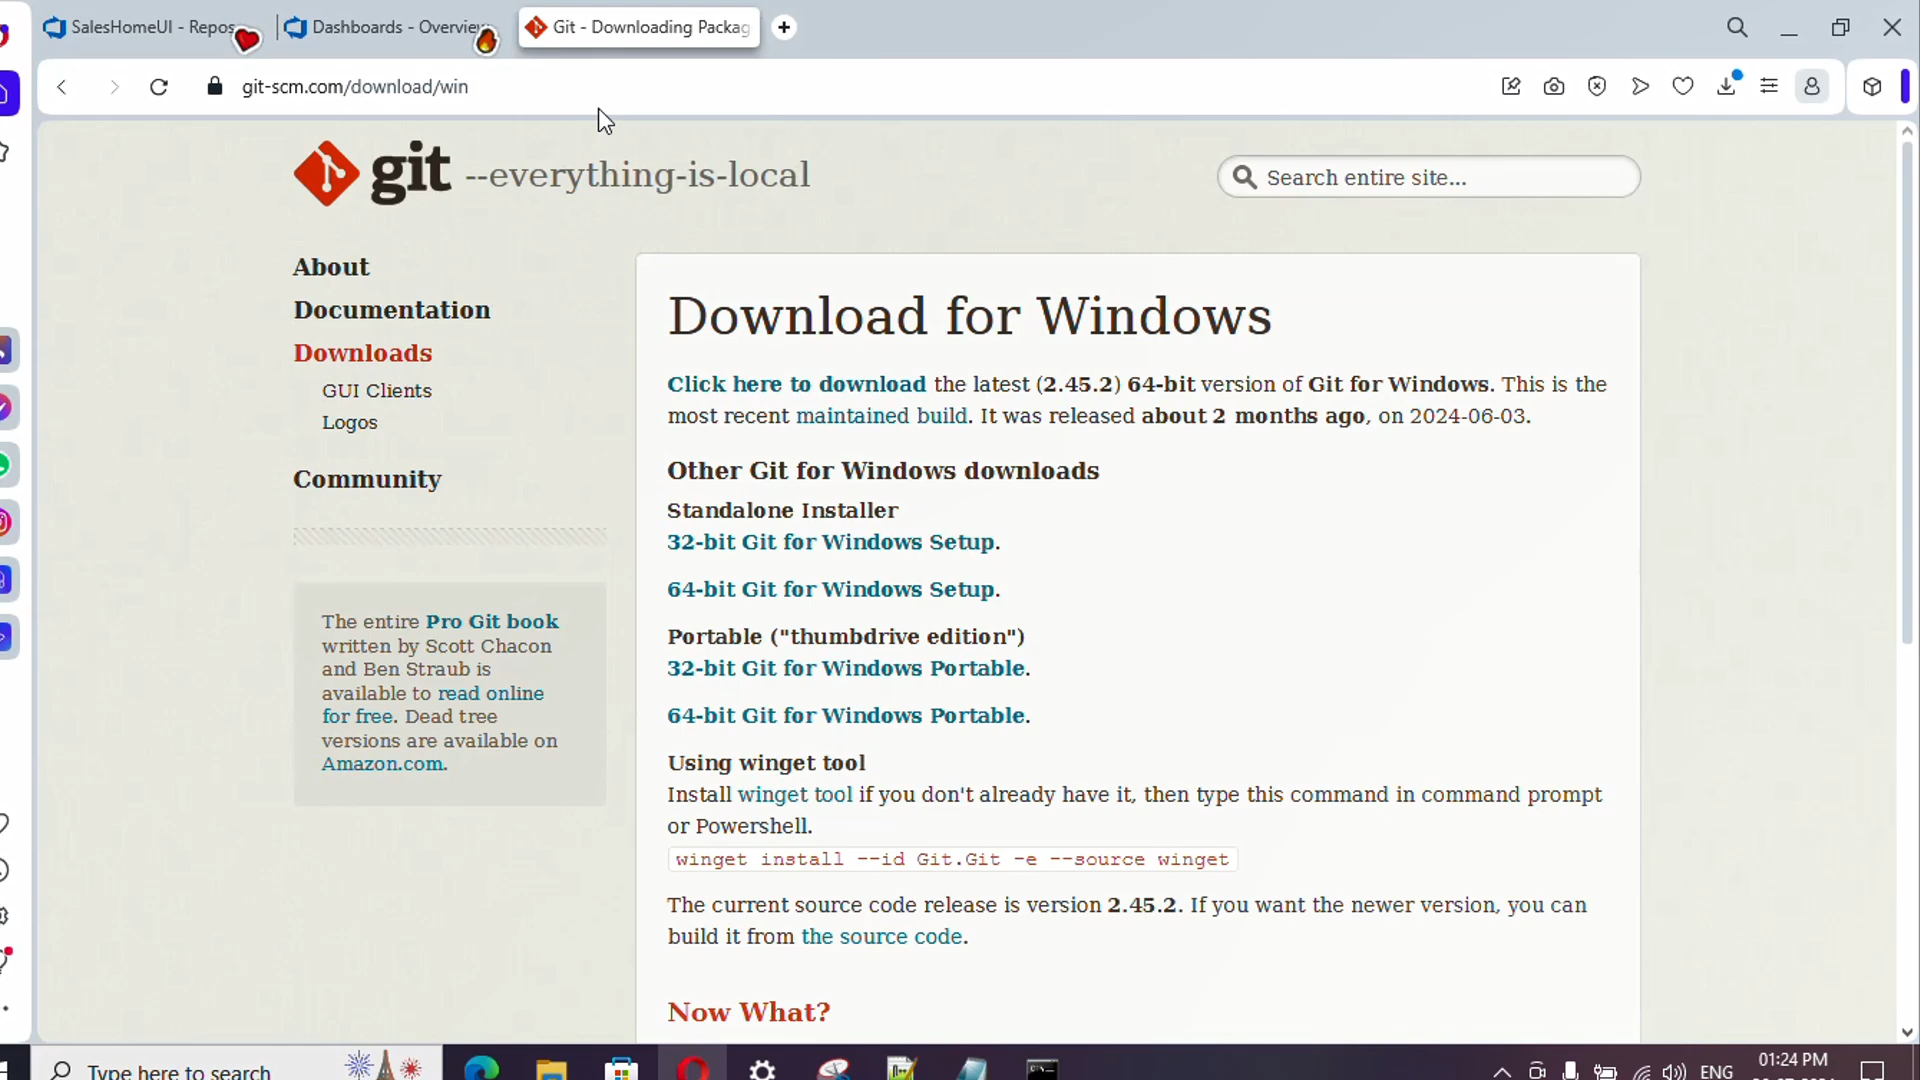 SalesHomeUI - Repos
Dashboards - Overview
Git - Downloading Packag
git-scm.com/download/win
git --everything-is-local
Search entire site...
About
Documentation
Downloads
GUI Clients
Logos
Community
The entire Pro Git book
written by Scott Chacon
and Ben Straub is
available to read online
for free. Dead tree
versions are available on
Amazon.com.
Download for Windows
Click here to download the latest (2.45.2) 64-bit version of Git for Windows. This is the
most recent maintained build. It was released about 2 months ago, on 2024-06-03.
Other Git for Windows downloads
Standalone Installer
32-bit Git for Windows Setup.
64-bit Git for Windows Setup.
Portable ("thumbdrive edition")
32-bit Git for Windows Portable.
64-bit Git for Windows Portable.
Using winget tool
Install winget tool if you don't already have it, then type this command in command prompt
or Powershell.
winget install --id Git.Git -e --source winget
The current source code release is version 2.45.2. If you want the newer version, you can
build it from the source code.
Now What?
Type here to search
ENG
01:24 PM